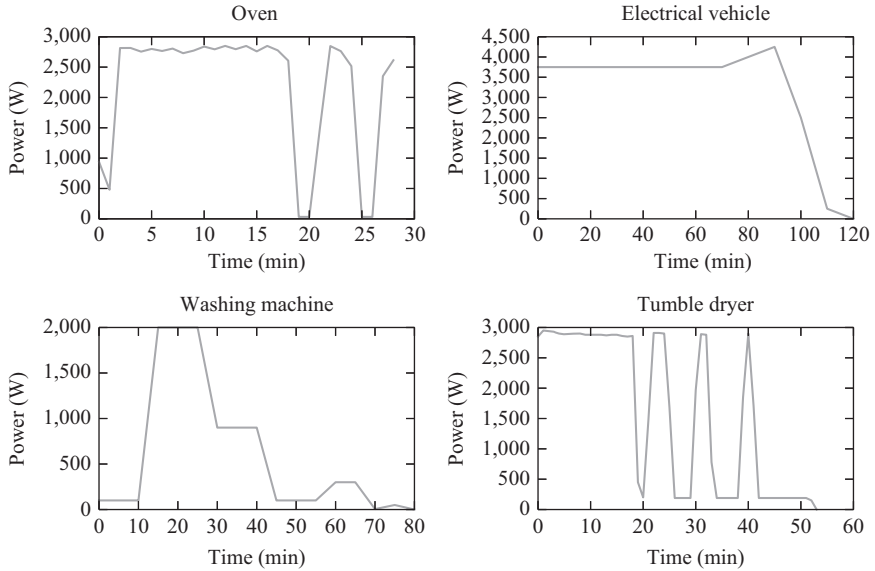 Oven
3,000
2,500
2,000
1,500
1,000
500
0
Power (W)
0 5 10 15 20 25 30
Time (min)
Electrical vehicle
4,500
4,000
3,500
3,000
2,500
2,000
1,500
1,000
500
0
Power (W)
0 20 40 60 80 100 120
Time (min)
Washing machine
2,000
1,500
1,000
500
0
Power (W)
0 10 20 30 40 50 60 70 80
Time (min)
Tumble dryer
3,000
2,500
2,000
1,500
1,000
500
0
Power (W)
0 10 20 30 40 50 60
Time (min)